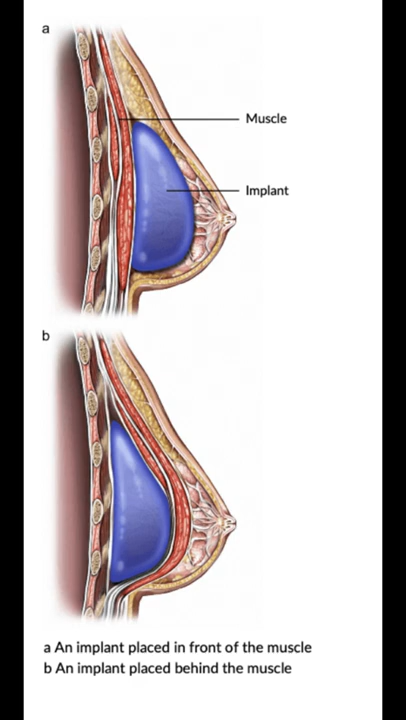 a
Muscle
Implant
b
a An implant placed in front of the muscle
b An implant placed behind the muscle